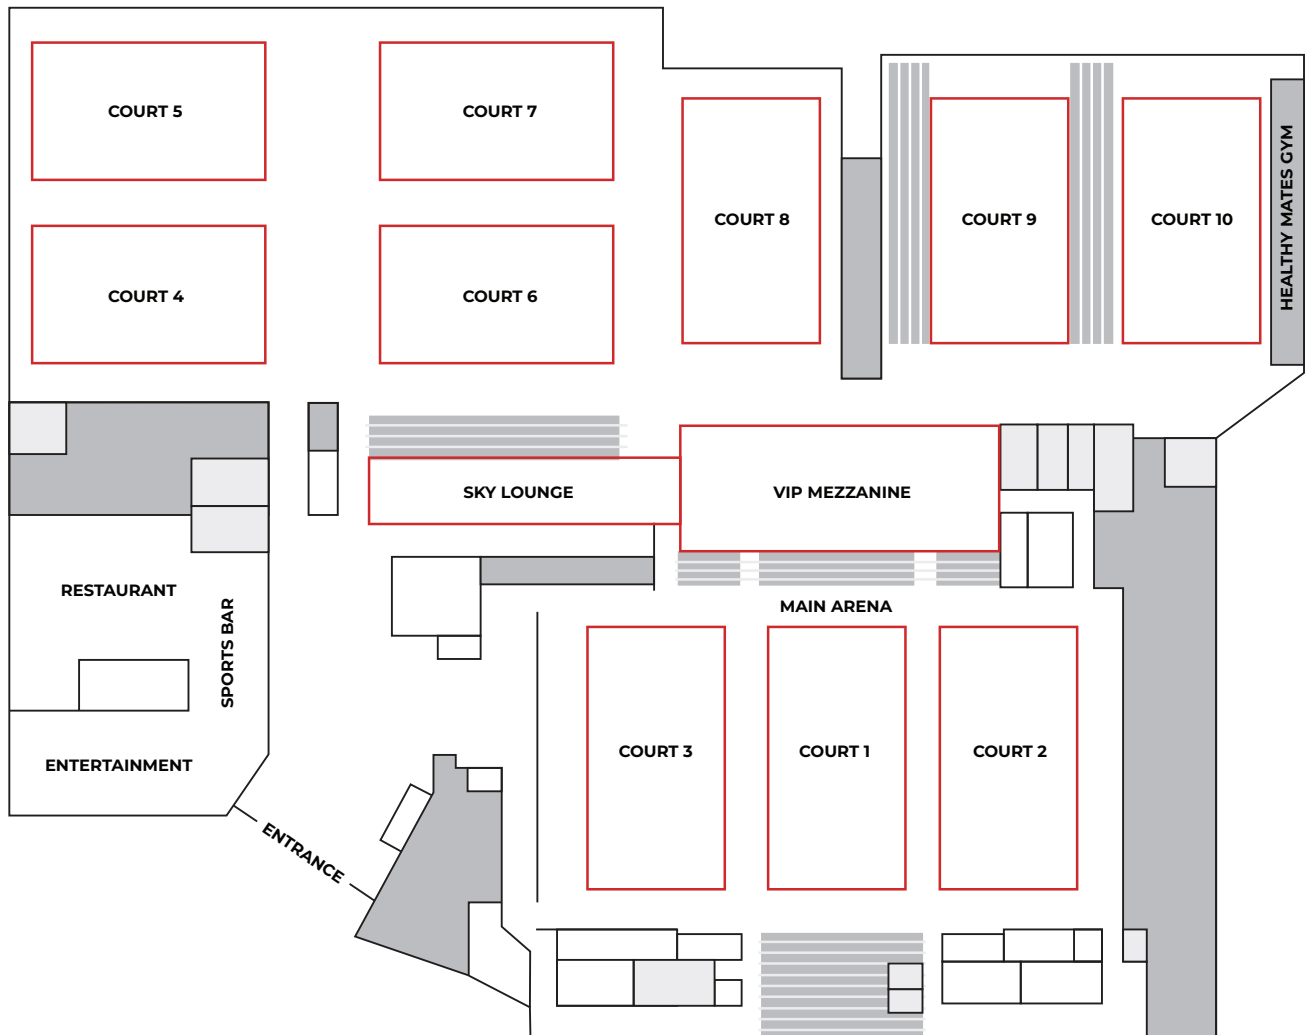 COURT 5
COURT 7
COURT 8
COURT 9
COURT 10
HEALTHY MATES GYM
COURT 4
COURT 6
SKY LOUNGE
VIP MEZZANINE
RESTAURANT
SPORTS BAR
MAIN ARENA
COURT 3
COURT 1
COURT 2
ENTERTAINMENT
ENTRANCE